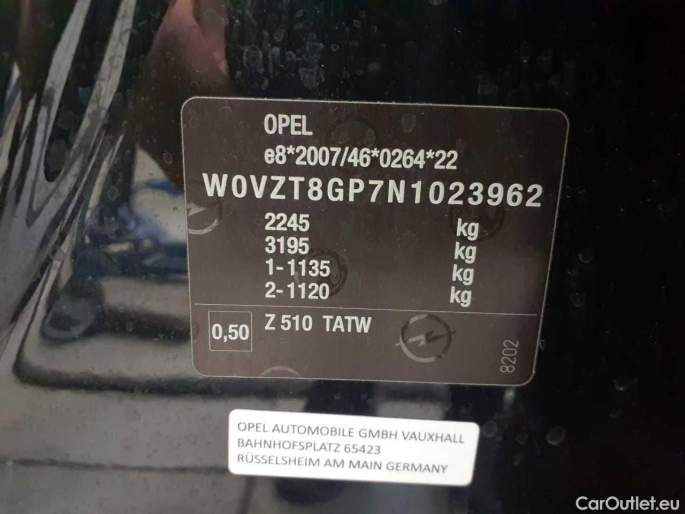 OPEL
e8*2007/46*0264*22
W0VZT8GP7N1023962
2245 kg
3195 kg
1-1135 kg
2-1120 kg
0,50 Z 510 TATW
8202
OPEL AUTOMOBILE GMBH VAUXHALL
BAHNHOFSPLATZ 65423
RÜSSELSHEIM AM MAIN GERMANY
CarOutlet.eu